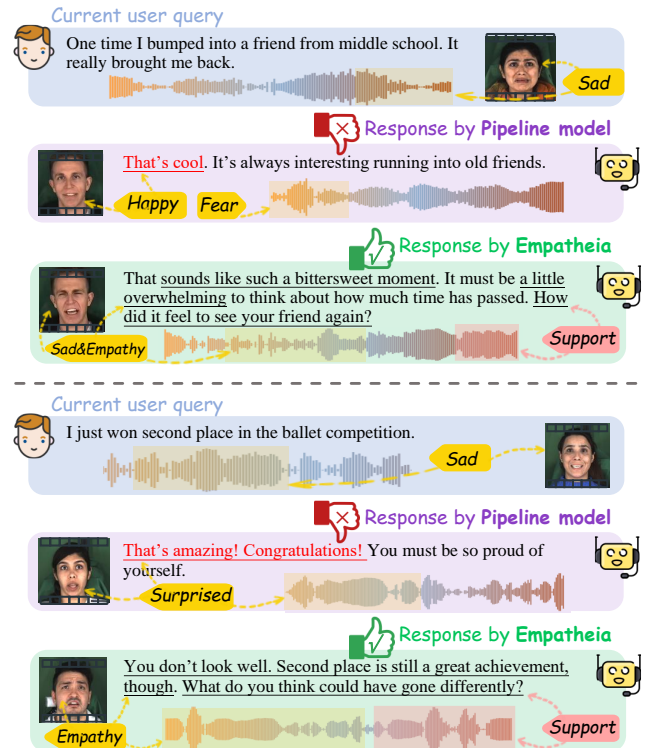 Current user query
One time I bumped into a friend from middle school. It
really brought me back.
Sad
Response by Pipeline model
That's cool. It's always interesting running into old friends.
Happy
Fear
Response by Empatheia
That sounds like such a bittersweet moment. It must be a little
overwhelming to think about how much time has passed. How
did it feel to see your friend again?
Sad&Empathy
Support
Current user query
I just won second place in the ballet competition.
Sad
Response by Pipeline model
That's amazing! Congratulations! You must be so proud of
yourself.
Surprised
Response by Empatheia
You don't look well. Second place is still a great achievement,
though. What do you think could have gone differently?
Empathy
Support